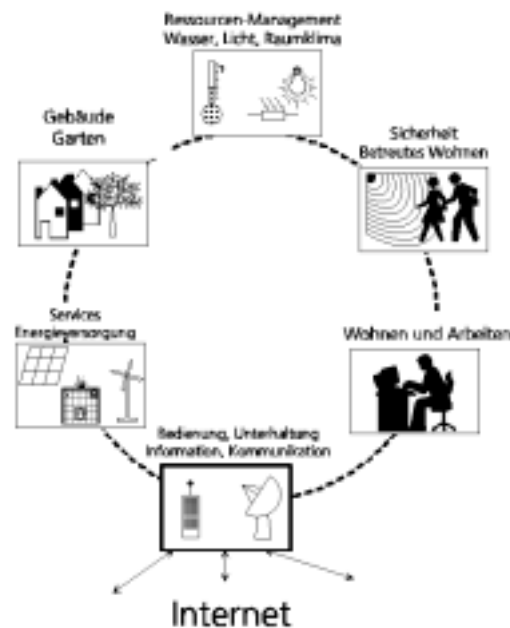 Ressourcen-Management
Wasser, Licht, Raumklima
Gebäude
Garten
Sicherheit
Betreutes Wohnen
Services
Energieversorgung
Wohnen und Arbeiten
Bedienung, Unterhaltung
Information, Kommunikation
Internet